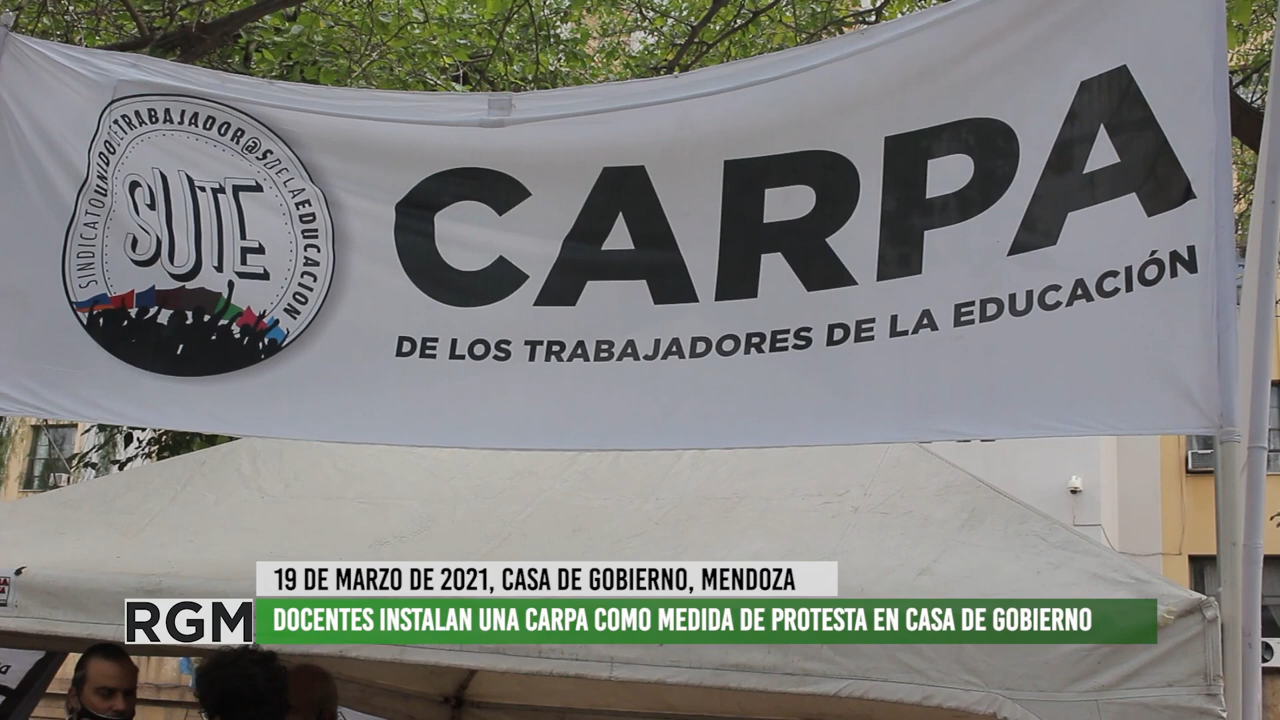 SINDICATO UNIDO DE TRABAJADOR@S DE LA EDUCACION
SUTE
CARPA
DE LOS TRABAJADORES DE LA EDUCACIÓN
19 DE MARZO DE 2021, CASA DE GOBIERNO, MENDOZA
RGM
DOCENTES INSTALAN UNA CARPA COMO MEDIDA DE PROTESTA EN CASA DE GOBIERNO